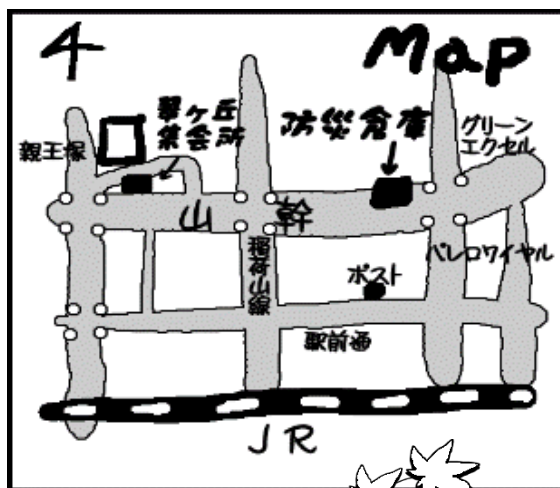 4
Map
翠ヶ丘
集会所
防災倉庫
グリーン
エクセル
親王塚
山幹
稲荷山線
パレロワイヤル
ポスト
駅前通
JR